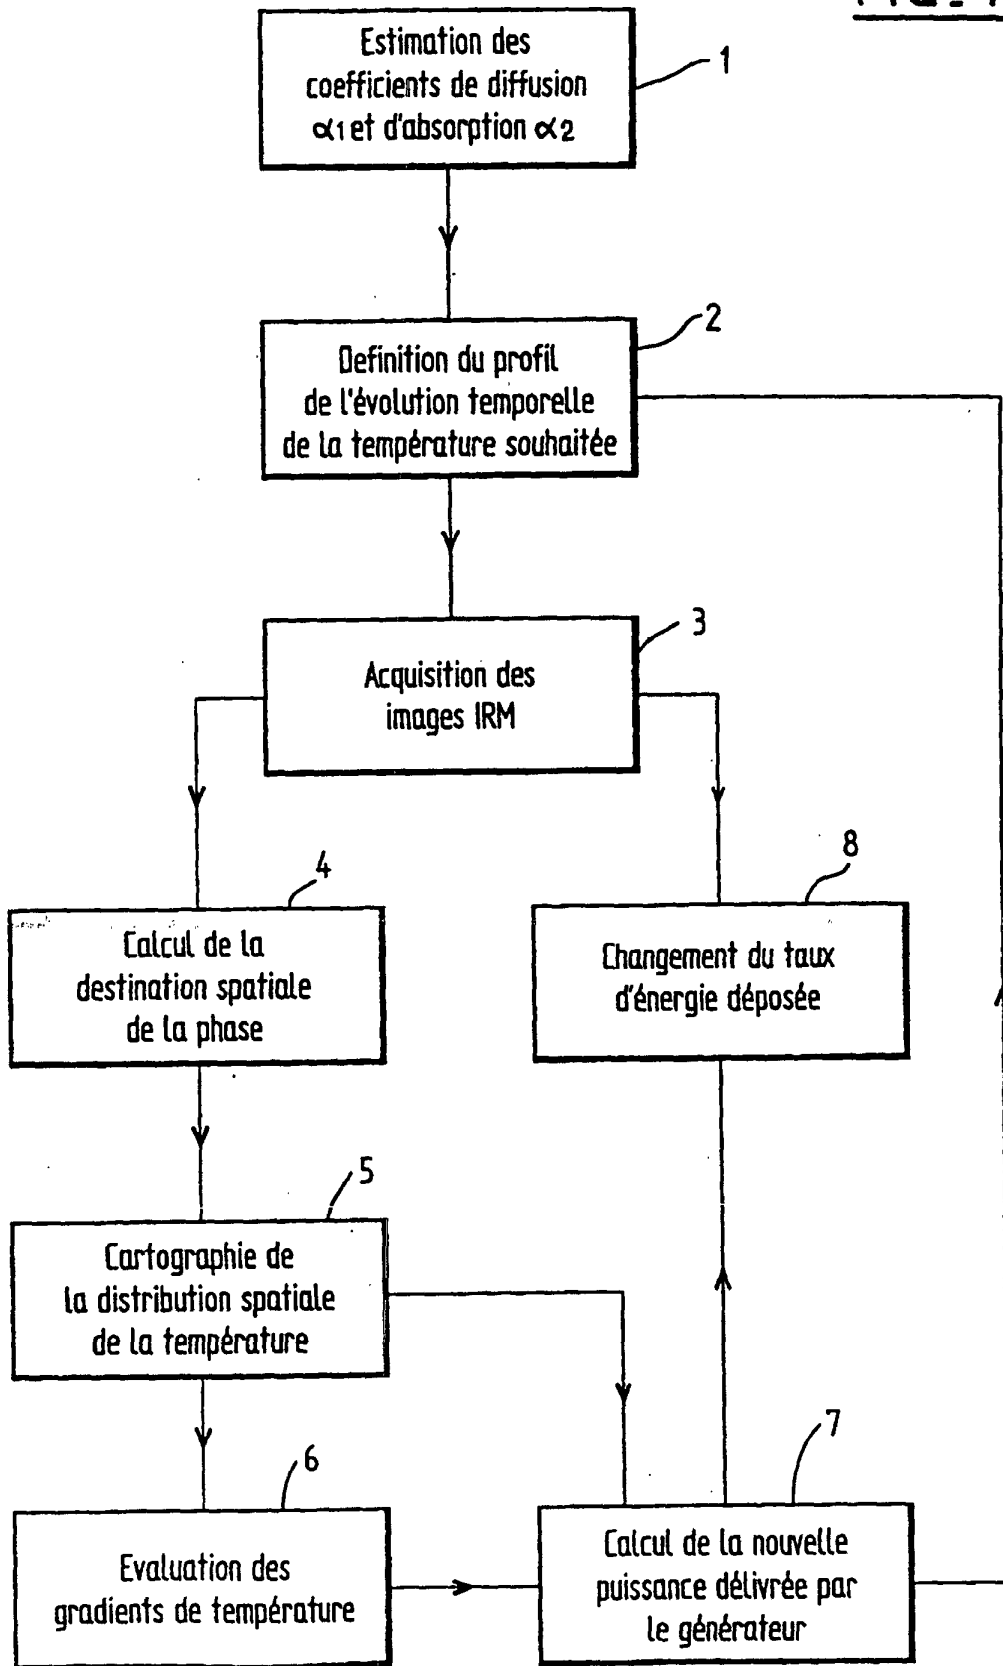 Estimation des
coefficients de diffusion
α1 et d'absorption α2
1
Definition du profil
de l'évolution temporelle
de la température souhaitée
2
Acquisition des
images IRM
3
Calcul de la
destination spatiale
de la phase
4
Changement du taux
d'énergie déposée
8
Cartographie de
la distribution spatiale
de la température
5
Evaluation des
gradients de température
6
Calcul de la nouvelle
puissance délivrée par
le générateur
7